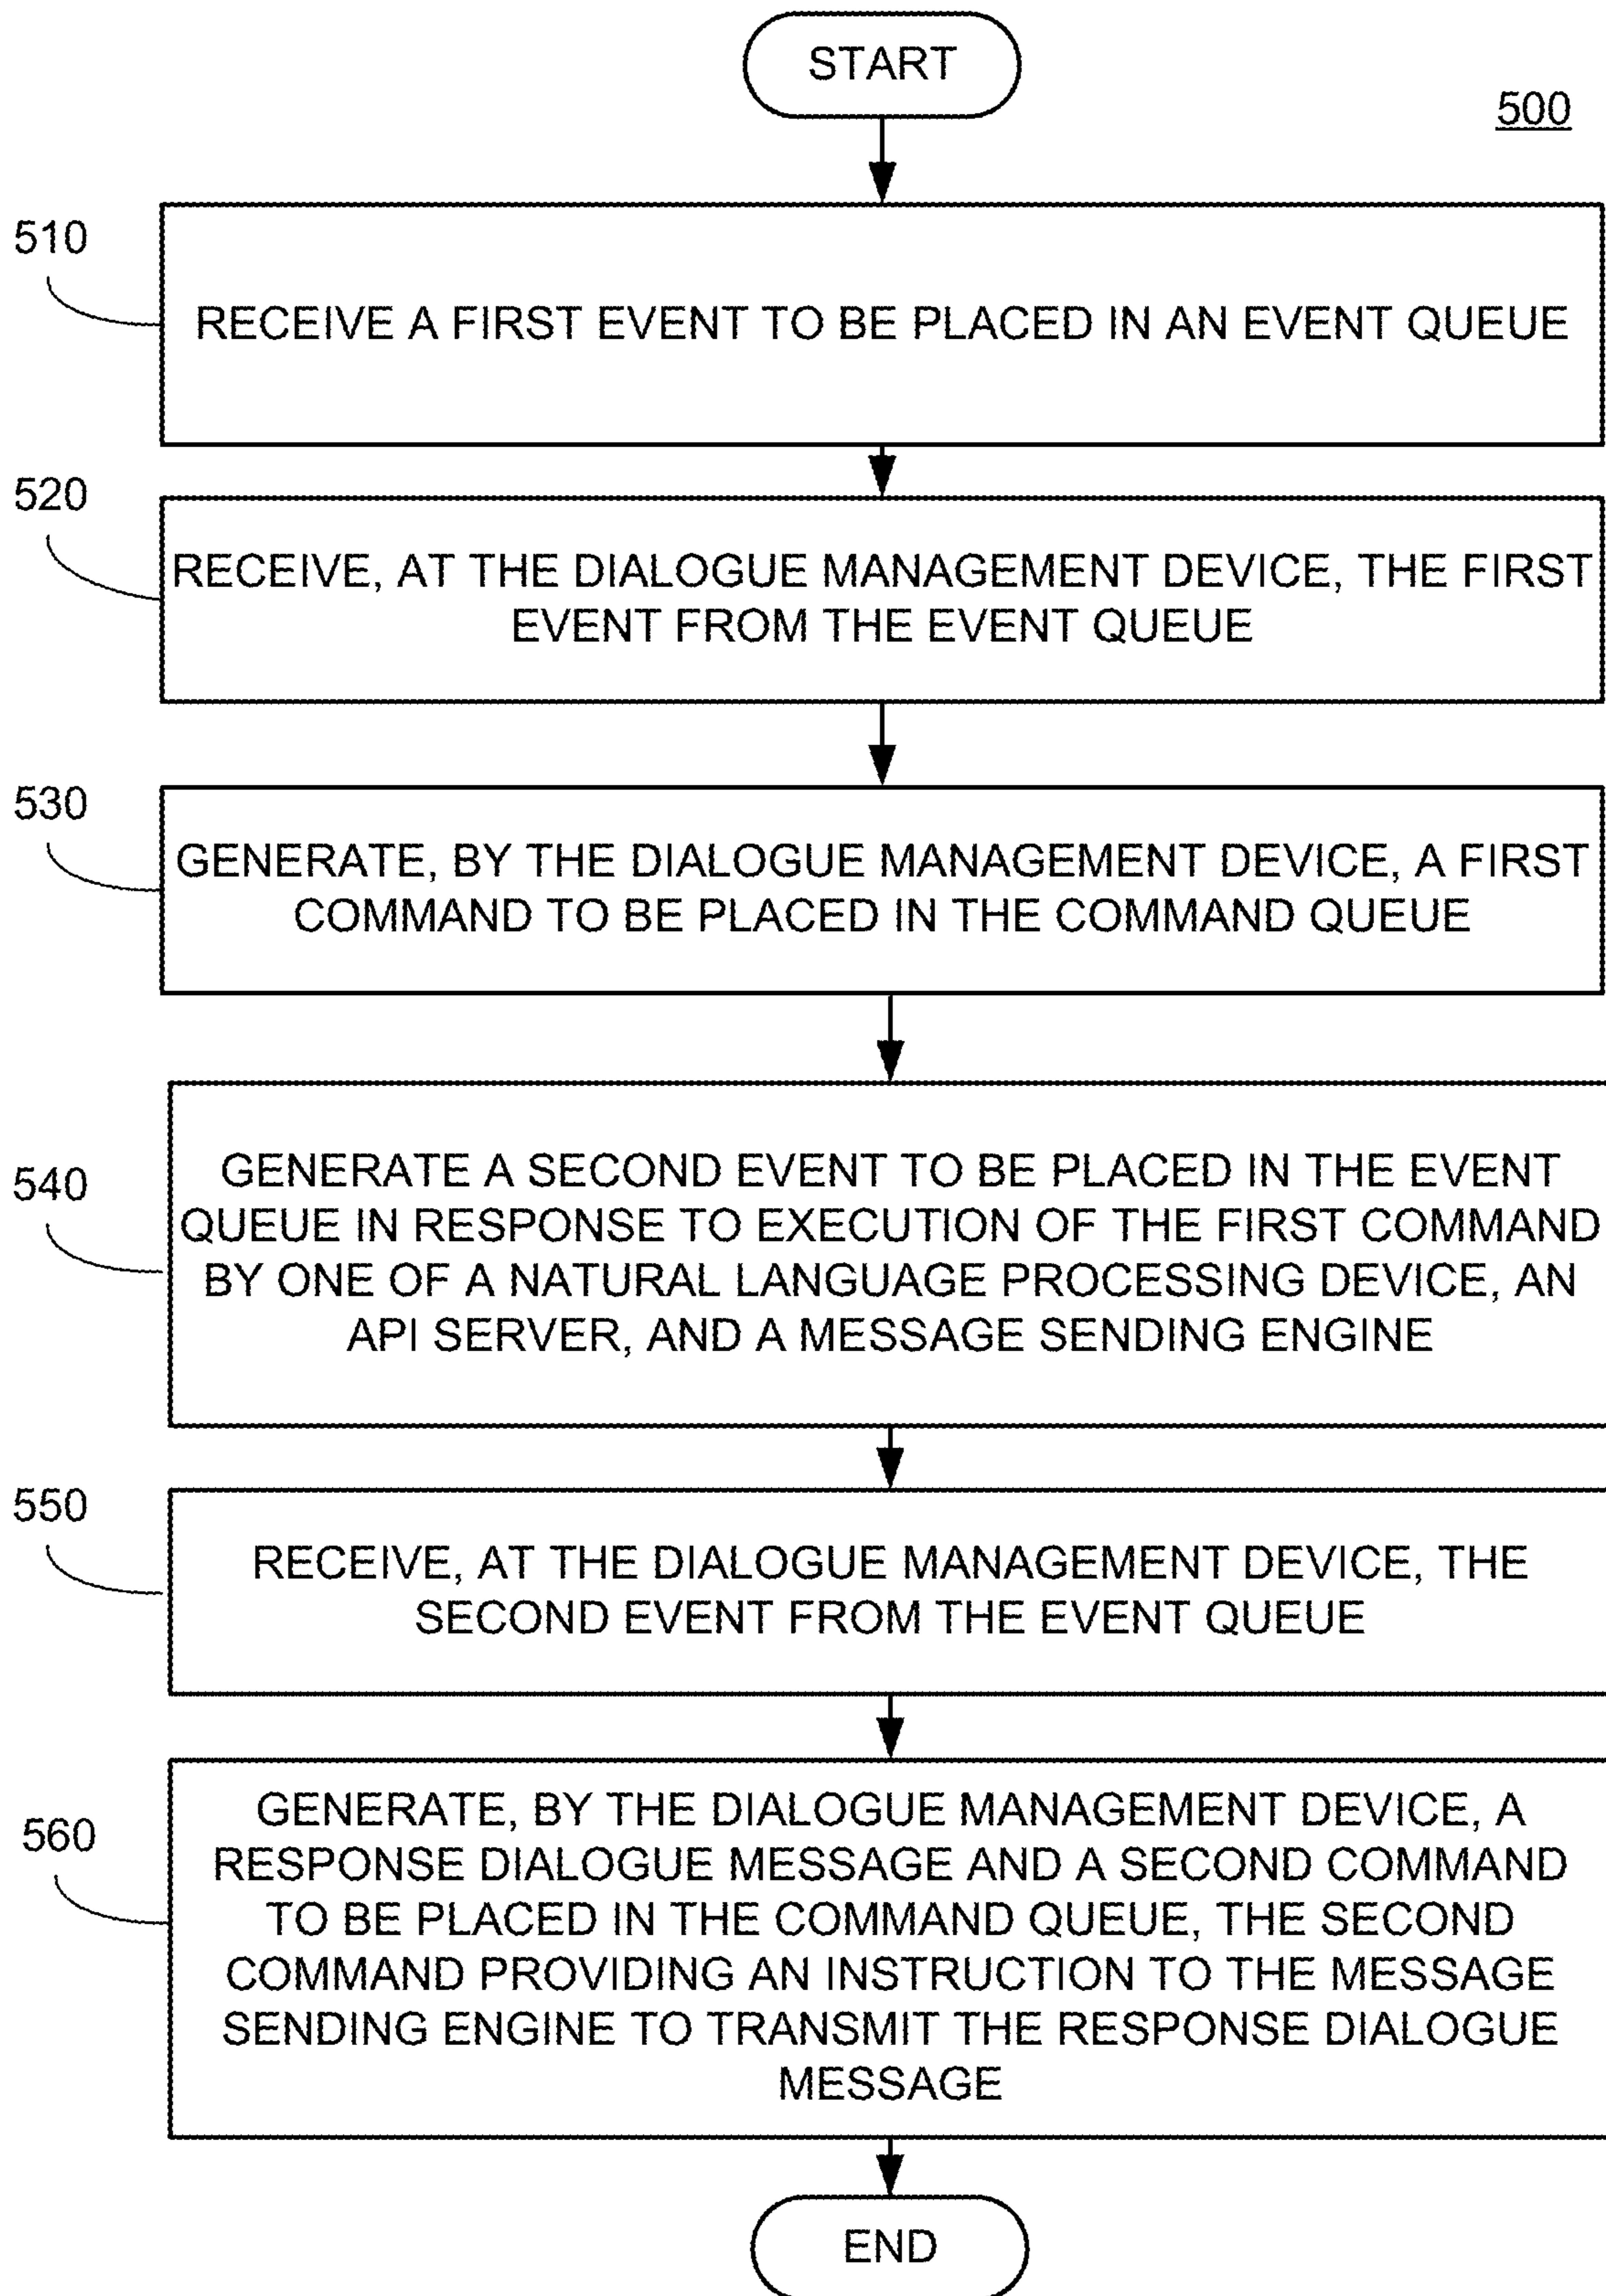 START
500
510
RECEIVE A FIRST EVENT TO BE PLACED IN AN EVENT QUEUE
520
RECEIVE, AT THE DIALOGUE MANAGEMENT DEVICE, THE FIRST
EVENT FROM THE EVENT QUEUE
530
GENERATE, BY THE DIALOGUE MANAGEMENT DEVICE, A FIRST
COMMAND TO BE PLACED IN THE COMMAND QUEUE
540
GENERATE A SECOND EVENT TO BE PLACED IN THE EVENT
QUEUE IN RESPONSE TO EXECUTION OF THE FIRST COMMAND
BY ONE OF A NATURAL LANGUAGE PROCESSING DEVICE, AN
API SERVER, AND A MESSAGE SENDING ENGINE
550
RECEIVE, AT THE DIALOGUE MANAGEMENT DEVICE, THE
SECOND EVENT FROM THE EVENT QUEUE
560
GENERATE, BY THE DIALOGUE MANAGEMENT DEVICE, A
RESPONSE DIALOGUE MESSAGE AND A SECOND COMMAND
TO BE PLACED IN THE COMMAND QUEUE, THE SECOND
COMMAND PROVIDING AN INSTRUCTION TO THE MESSAGE
SENDING ENGINE TO TRANSMIT THE RESPONSE DIALOGUE
MESSAGE
END